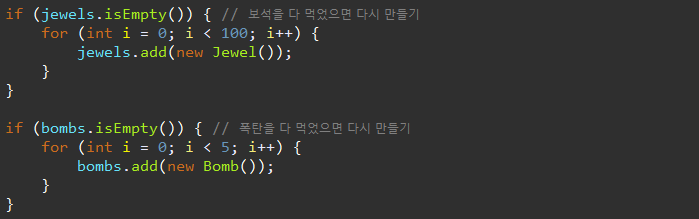 if (jewels.isEmpty()) { // 보석을 다 먹었으면 다시 만들기
    for (int i = 0; i < 100; i++) {
        jewels.add(new Jewel());
    }
}

if (bombs.isEmpty()) { // 폭탄을 다 먹었으면 다시 만들기
    for (int i = 0; i < 5; i++) {
        bombs.add(new Bomb());
    }
}